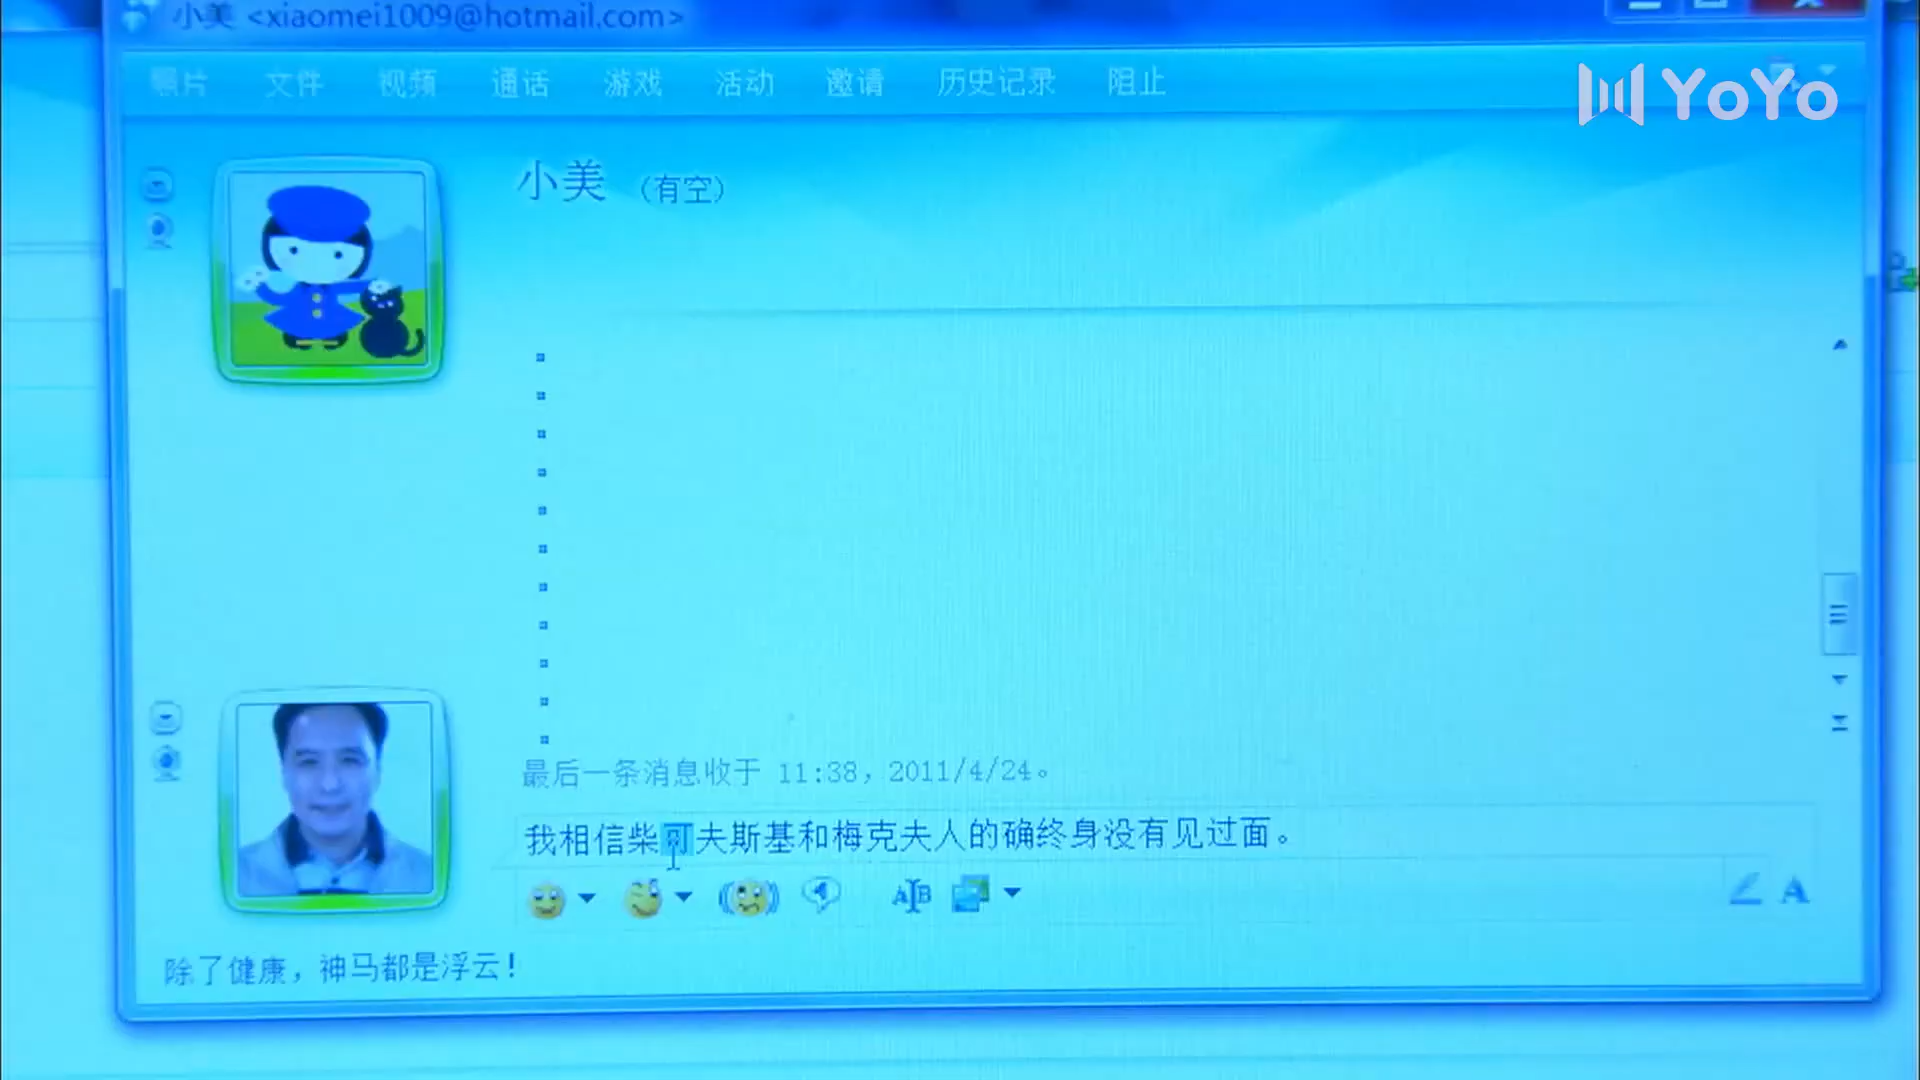 小美 <xiaomei1009@hotmail.com>
照片 文件 视频 通话 游戏 活动 邀请 历史记录 阻止
YoYo
小美 (有空)
最后一条消息收于 11:38, 2011/4/24。
我相信柴可夫斯基和梅克夫人的确终身没有见过面。
AB
A
除了健康，神马都是浮云！